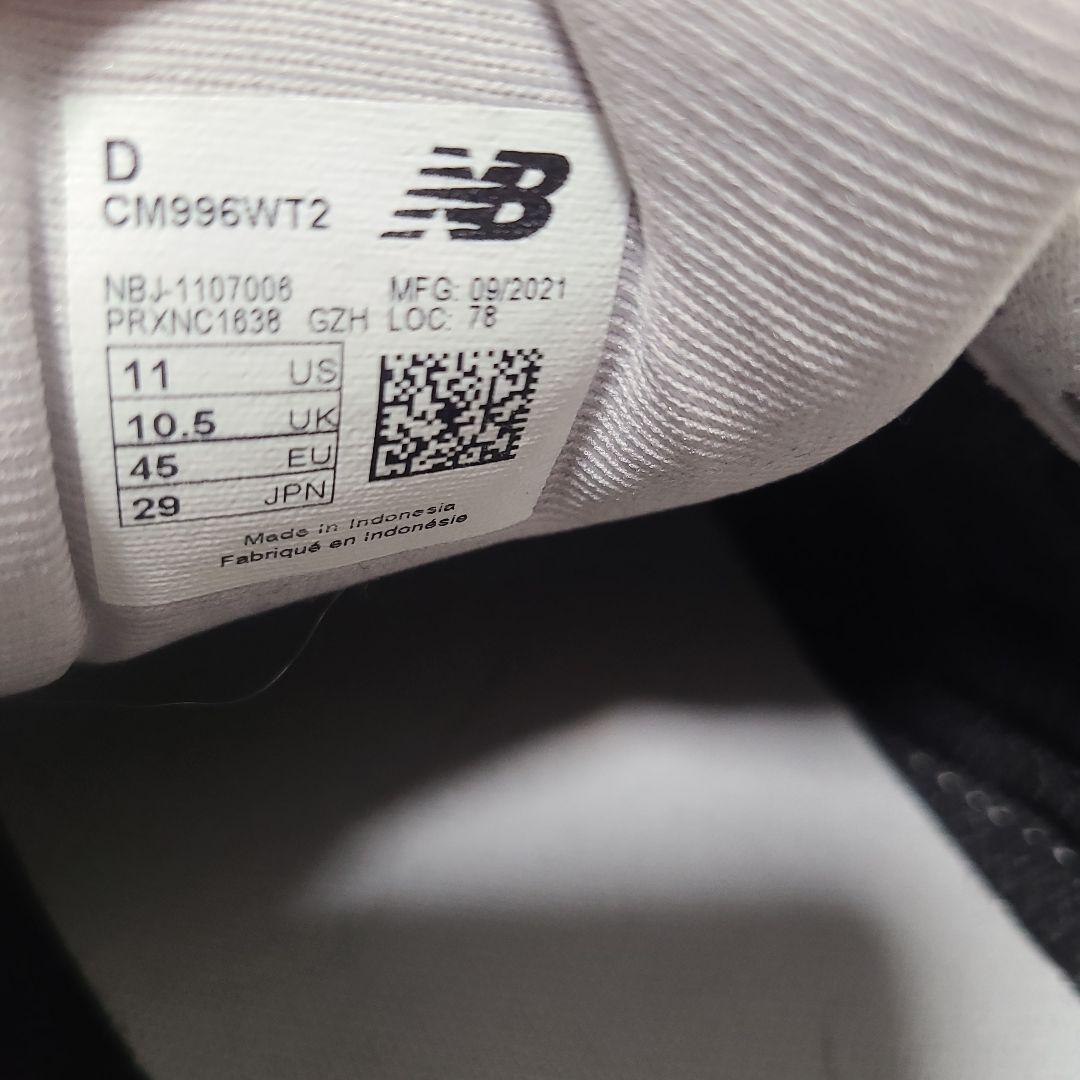 D
CM996WT2
NB
NBJ-1107006 MFG: 09/2021
PRXNC1638 GZH LOC: 78
11 US
10.5 UK
45 EU
29 JPN
Made in Indonesia
Fabriqué en Indonésie